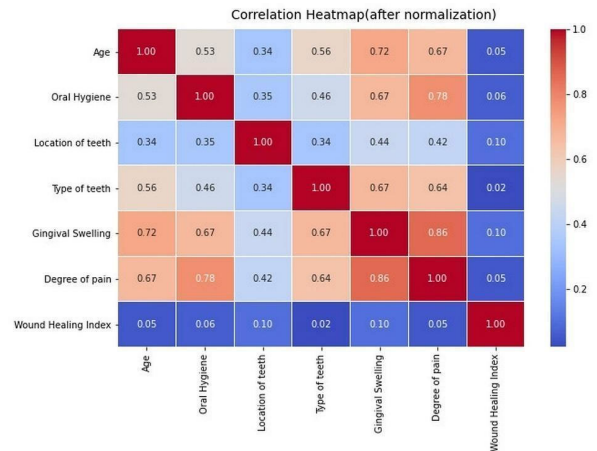 Correlation Heatmap(after normalization)
Age 1.00 0.53 0.34 0.56 0.72 0.67 0.05
Oral Hygiene 0.53 1.00 0.35 0.46 0.67 0.78 0.06
Location of teeth 0.34 0.35 1.00 0.34 0.44 0.42 0.10
Type of teeth 0.56 0.46 0.34 1.00 0.67 0.64 0.02
Gingival Swelling 0.72 0.67 0.44 0.67 1.00 0.86 0.10
Degree of pain 0.67 0.78 0.42 0.64 0.86 1.00 0.05
Wound Healing Index 0.05 0.06 0.10 0.02 0.10 0.05 1.00
Age
Oral Hygiene
Location of teeth
Type of teeth
Gingival Swelling
Degree of pain
Wound Healing Index
1.0
0.8
0.6
0.4
0.2